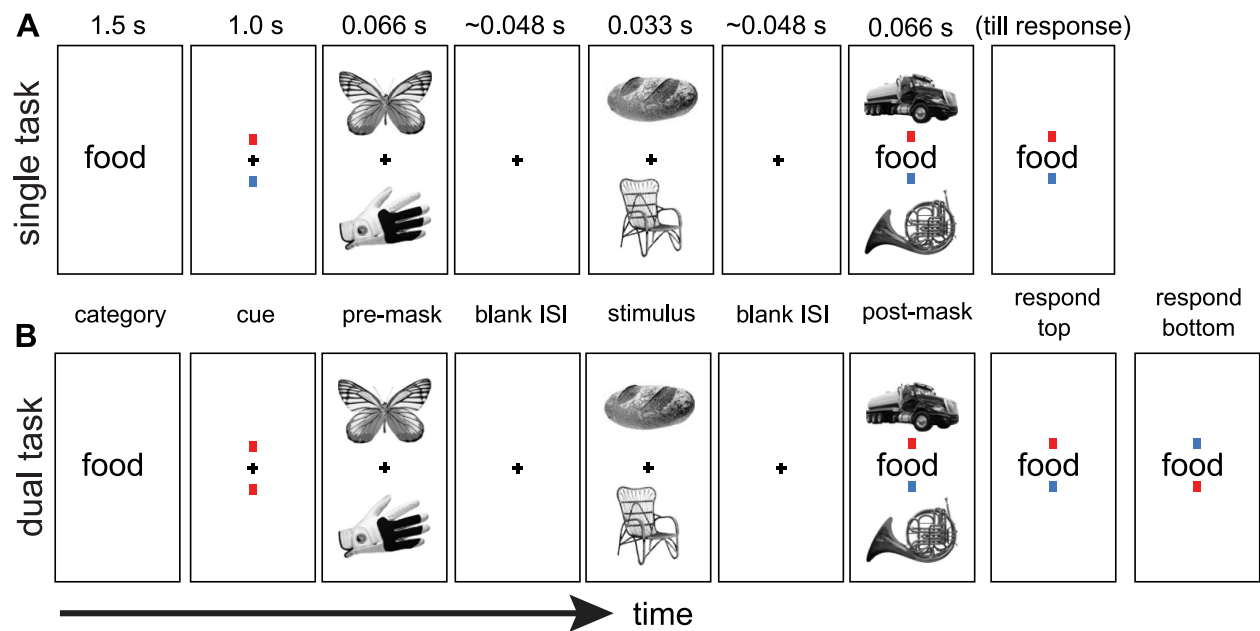 A
1.5 s
1.0 s
0.066 s
~0.048 s
0.033 s
~0.048 s
0.066 s
(till response)
single task
food
food
food
category
cue
pre-mask
blank ISI
stimulus
blank ISI
post-mask
respond
top
respond
bottom
B
dual task
food
food
food
food
time